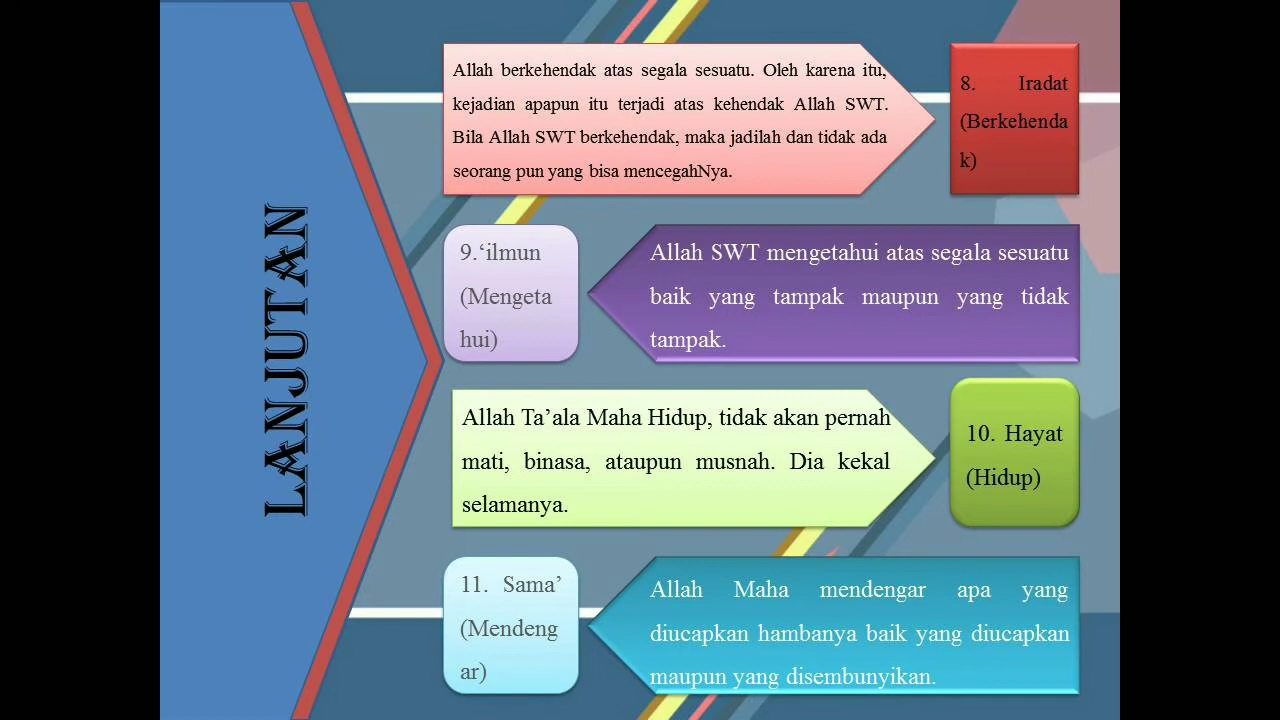 LANJUTAN
Allah berkehendak atas segala sesuatu. Oleh karena itu,
kejadian apapun itu terjadi atas kehendak Allah SWT.
Bila Allah SWT berkehendak, maka jadilah dan tidak ada
seorang pun yang bisa mencegahNya.
8. Iradat
(Berkehenda
k)
9.‘ilmun
(Mengeta
hui)
Allah SWT mengetahui atas segala sesuatu
baik yang tampak maupun yang tidak
tampak.
Allah Ta’ala Maha Hidup, tidak akan pernah
mati, binasa, ataupun musnah. Dia kekal
selamanya.
10. Hayat
(Hidup)
11. Sama’
(Mendeng
ar)
Allah Maha mendengar apa yang
diucapkan hambanya baik yang diucapkan
maupun yang disembunyikan.